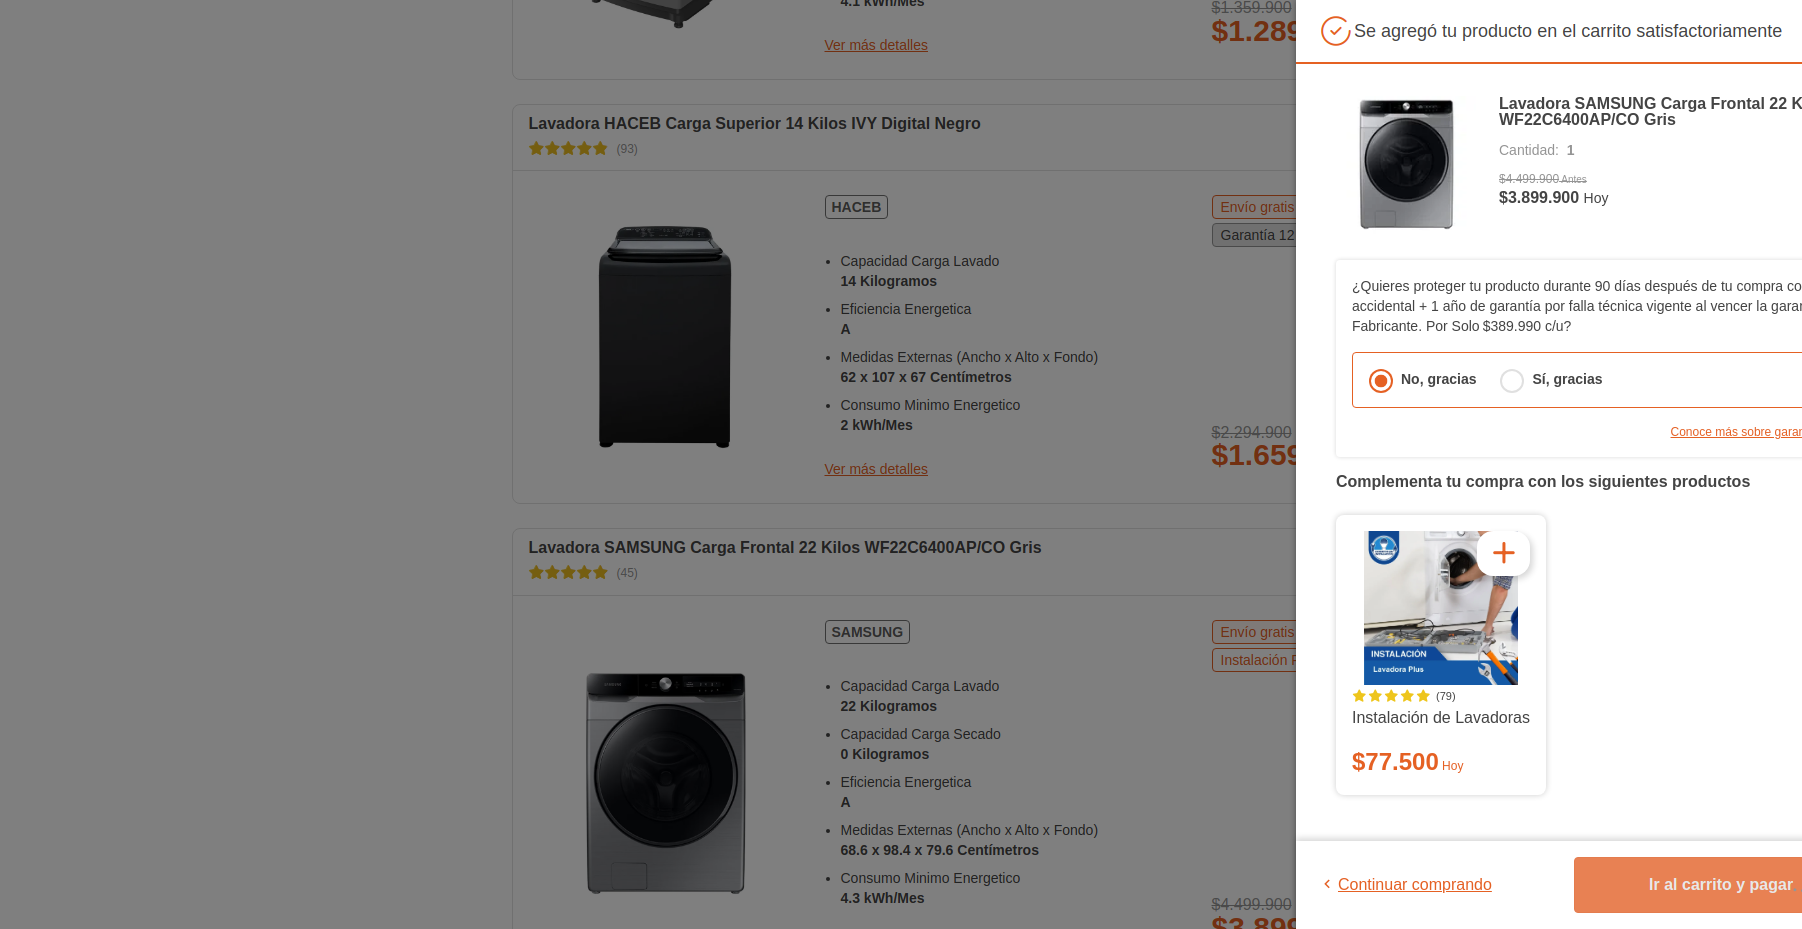 4.1 kWh/Mes
$1.359.900
$1.289
Ver más detalles
Lavadora HACEB Carga Superior 14 Kilos IVY Digital Negro
(93)
HACEB
Envío gratis
Garantía 12
Capacidad Carga Lavado
14 Kilogramos
Eficiencia Energetica
A
Medidas Externas (Ancho x Alto x Fondo)
62 x 107 x 67 Centímetros
Consumo Minimo Energetico
2 kWh/Mes
Ver más detalles
$2.294.900
$1.659
Lavadora SAMSUNG Carga Frontal 22 Kilos WF22C6400AP/CO Gris
(45)
SAMSUNG
Envío gratis
Instalación
Capacidad Carga Lavado
22 Kilogramos
Capacidad Carga Secado
0 Kilogramos
Eficiencia Energetica
A
Medidas Externas (Ancho x Alto x Fondo)
68.6 x 98.4 x 79.6 Centímetros
Consumo Minimo Energetico
4.3 kWh/Mes
$4.499.900
$3.899
Se agregó tu producto en el carrito satisfactoriamente
Lavadora SAMSUNG Carga Frontal 22 K
WF22C6400AP/CO Gris
Cantidad: 1
$4.499.900 Antes
$3.899.900 Hoy
¿Quieres proteger tu producto durante 90 días después de tu compra co
accidental + 1 año de garantía por falla técnica vigente al vencer la garan
Fabricante. Por Solo $389.990 c/u?
No, gracias
Sí, gracias
Conoce más sobre garan
Complementa tu compra con los siguientes productos
INSTALACIÓN
Lavadora Plus
(79)
Instalación de Lavadoras
$77.500 Hoy
Continuar comprando
Ir al carrito y pagar